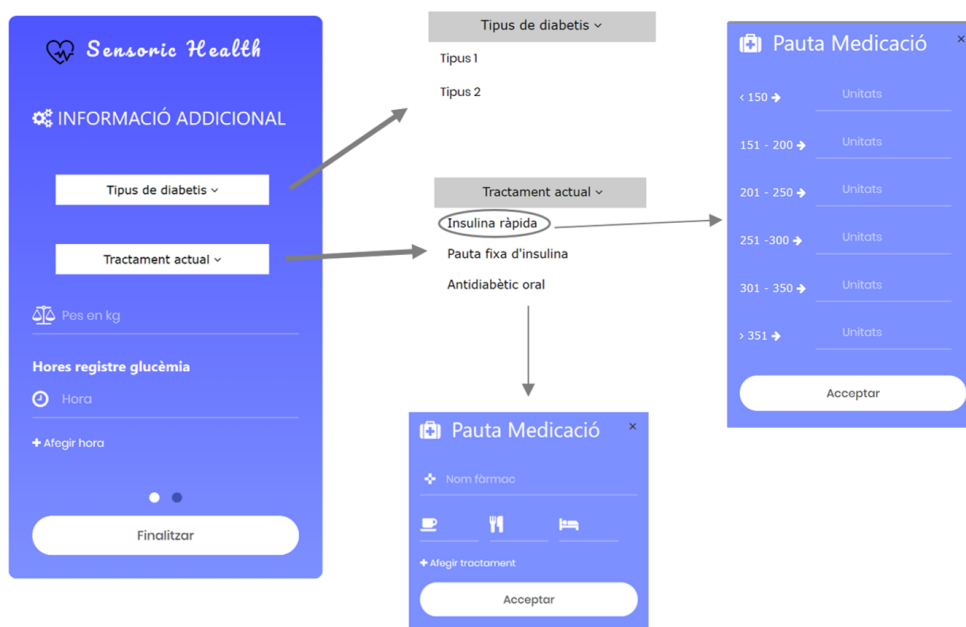 Sensoric Health
INFORMACIÓ ADDICIONAL
Tipus de diabetis
Tractament actual
Pes en kg
Hores registre glucèmia
Hora
+ Afegir hora
Finalitzar
Tipus de diabetis
Tipus 1
Tipus 2
Tractament actual
Insulina ràpida
Pauta fixa d'insulina
Antidiabètic oral
Pauta Medicació ×
Nom fàrmac
+ Afegir tractament
Acceptar
Pauta Medicació ×
< 150 → Unitats
151 - 200 → Unitats
201 - 250 → Unitats
251 -300 → Unitats
301 - 350 → Unitats
> 351 → Unitats
Acceptar